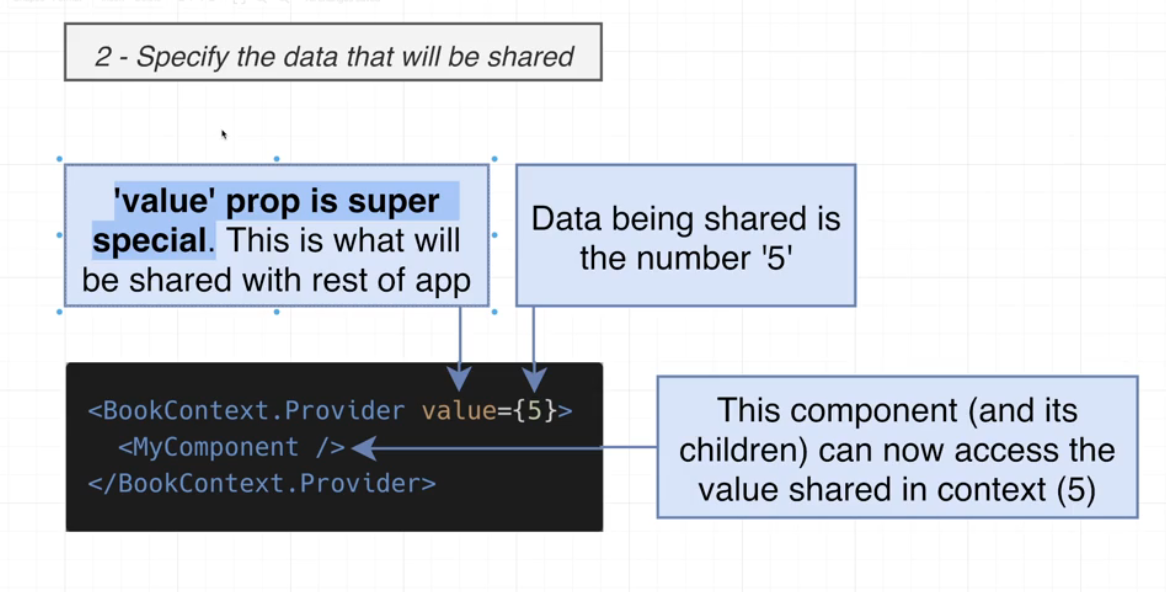 2 - Specify the data that will be shared
'value' prop is super
special. This is what will
be shared with rest of app
Data being shared is
the number '5'
<BookContext.Provider value={5}>
<MyComponent />
</BookContext.Provider>
This component (and its
children) can now access the
value shared in context (5)